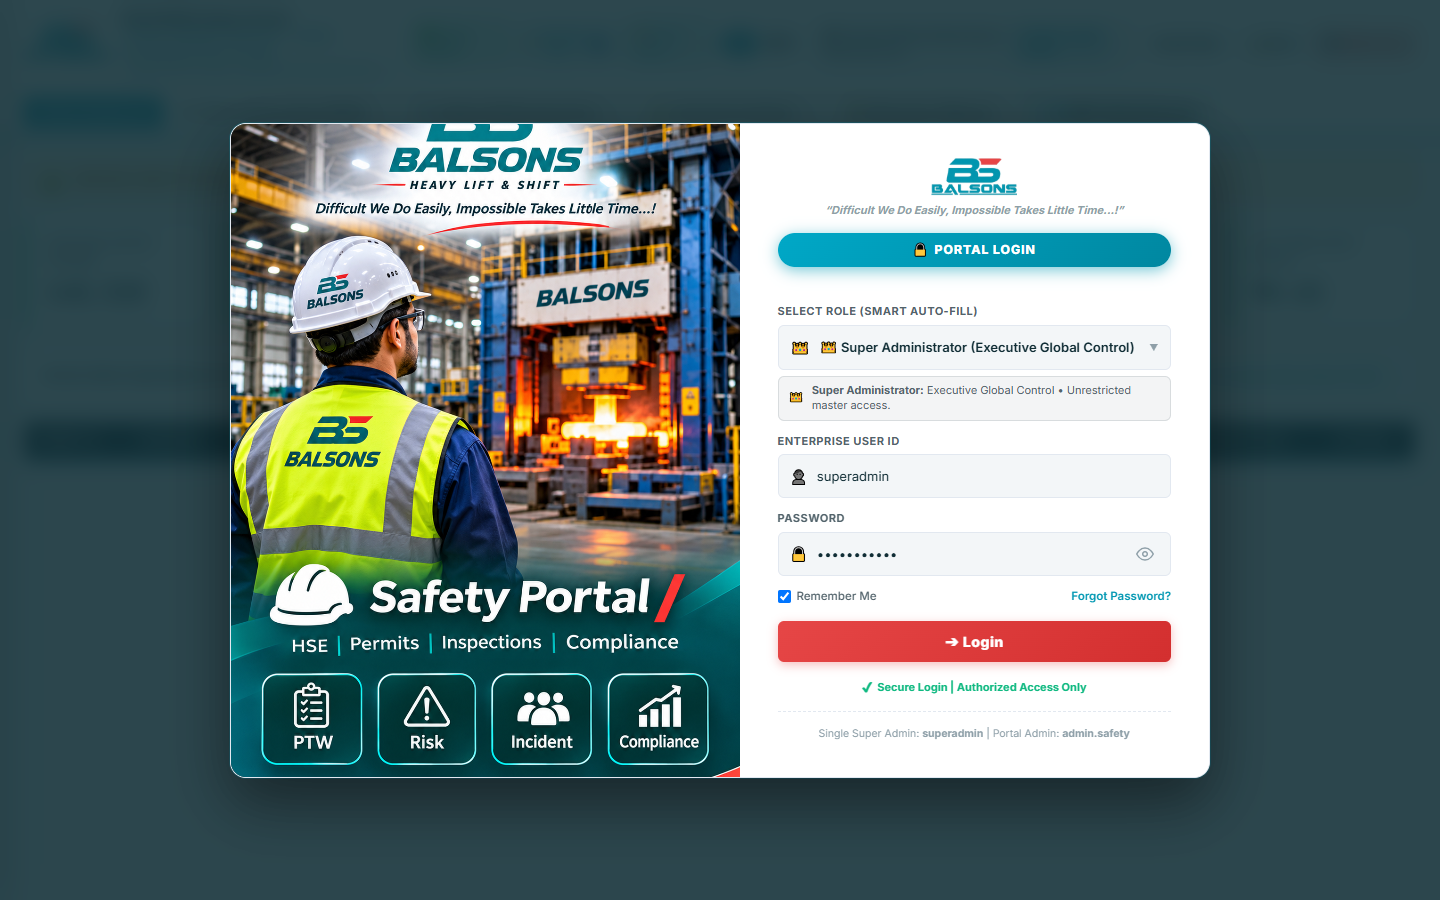 BALSONS
HEAVY LIFT & SHIFT
Difficult We Do Easily, Impossible Takes Little Time...!
BS
BALSONS
BALSONS
BS
BALSONS
Safety Portal
HSE | Permits | Inspections | Compliance
PTW
Risk
Incident
Compliance
BS
BALSONS
"Difficult We Do Easily, Impossible Takes Little Time...!"
PORTAL LOGIN
SELECT ROLE (SMART AUTO-FILL)
Super Administrator (Executive Global Control)
Super Administrator: Executive Global Control • Unrestricted
master access.
ENTERPRISE USER ID
superadmin
PASSWORD
•••••••••••
Remember Me
Forgot Password?
➔ Login
✔ Secure Login | Authorized Access Only
Single Super Admin: superadmin | Portal Admin: admin.safety